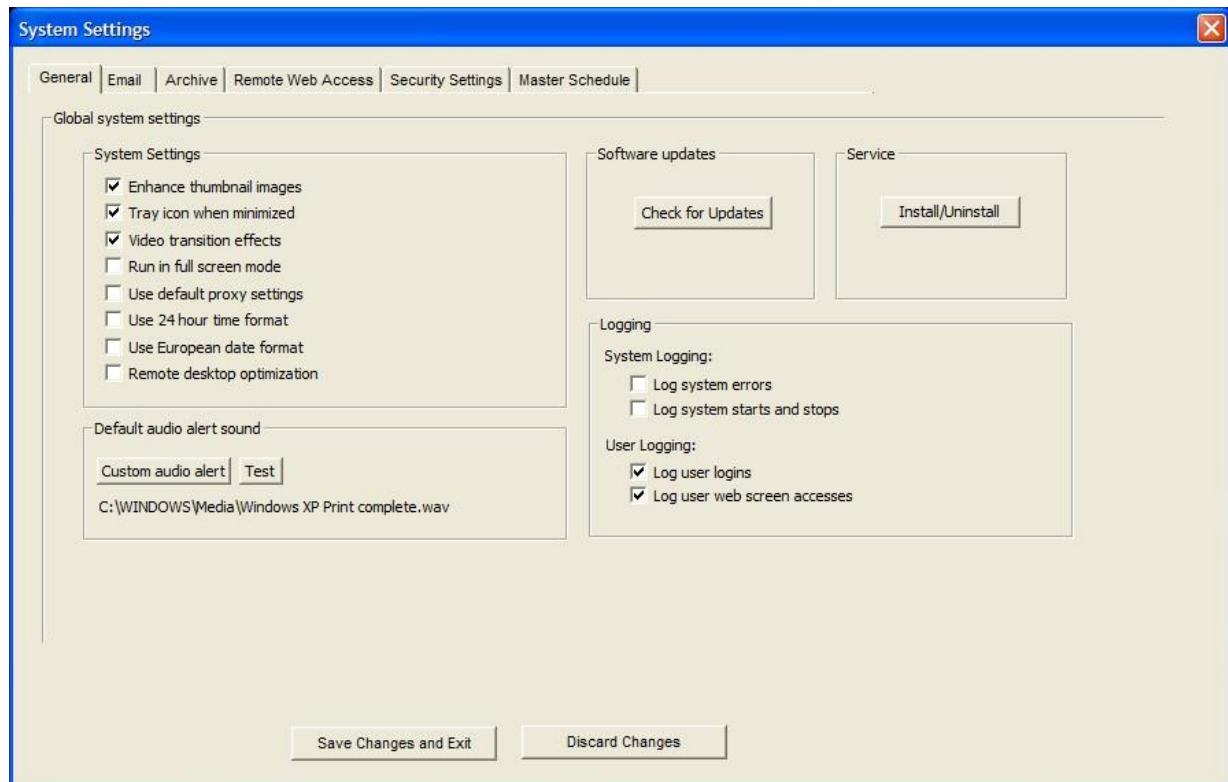 System Settings
General Email Archive Remote Web Access Security Settings Master Schedule
Global system settings
System Settings
Enhance thumbnail images
Tray icon when minimized
Video transition effects
Run in full screen mode
Use default proxy settings
Use 24 hour time format
Use European date format
Remote desktop optimization
Default audio alert sound
Custom audio alert Test
C:\WINDOWS\Media\Windows XP Print complete.wav
Software updates
Check for Updates
Service
Install/Uninstall
Logging
System Logging:
Log system errors
Log system starts and stops
User Logging:
Log user logins
Log user web screen accesses
Save Changes and Exit Discard Changes